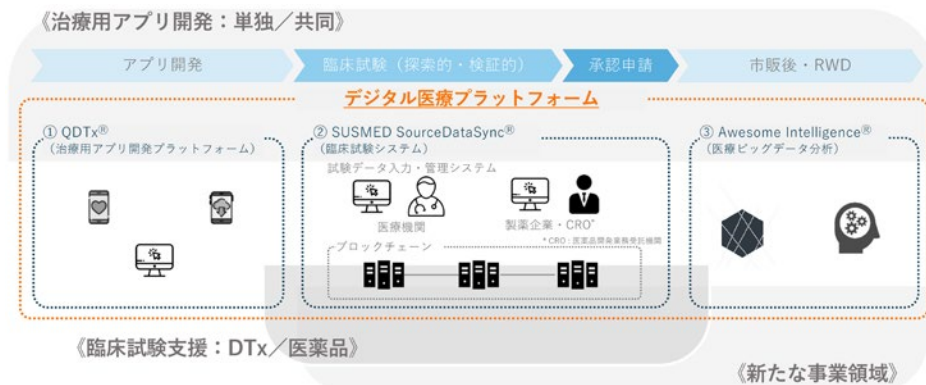 《治療用アプリ開発：単独／共同》
アプリ開発
臨床試験（探索的・検証的）
承認申請
市販後・RWD
デジタル医療プラットフォーム
① QDTx®
（治療用アプリ開発プラットフォーム）
② SUSMED SourceDataSync®
（臨床試験システム）
試験データ入力・管理システム
医療機関
製薬企業・CRO*
* CRO：医薬品開発業務受託機関
ブロックチェーン
③ Awesome Intelligence®
（医療ビッグデータ分析）
《臨床試験支援：DTx／医薬品》
《新たな事業領域》